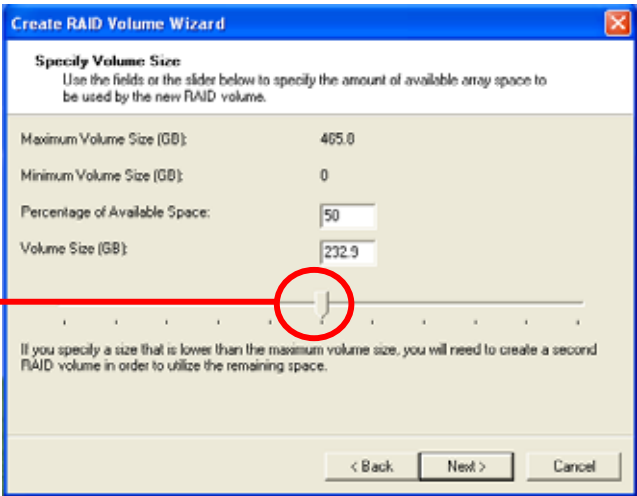 Create RAID Volume Wizard
Specify Volume Size
Use the fields or the slider below to specify the amount of available array space to
be used by the new RAID volume.
Maximum Volume Size (GB): 465.8
Minimum Volume Size (GB): 0
Percentage of Available Space: 50
Volume Size (GB): 232.9
If you specify a size that is lower than the maximum volume size, you will need to create a second
RAID volume in order to utilize the remaining space.
< Back Next > Cancel